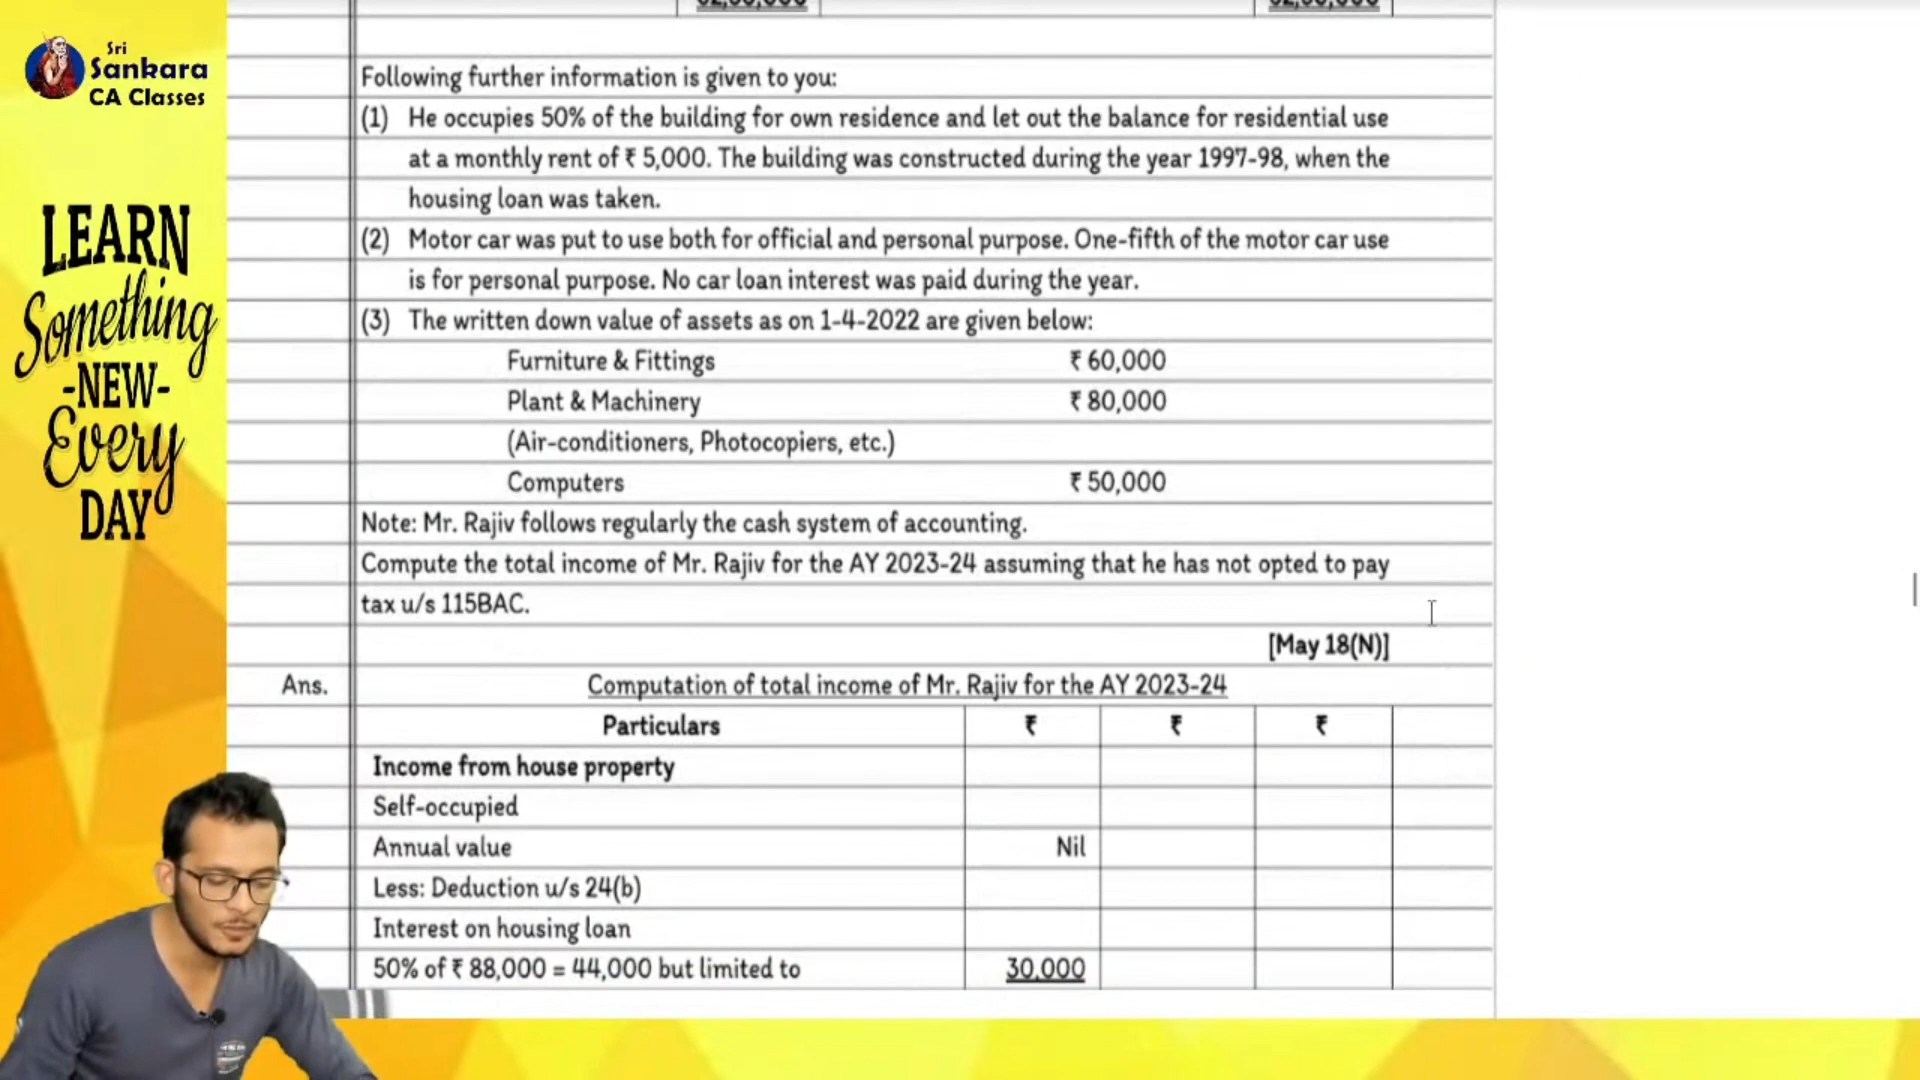 Sri
Sankara
CA Classes
LEARN
Something
-NEW-
Every
DAY
Following further information is given to you:
(1) He occupies 50% of the building for own residence and let out the balance for residential use
at a monthly rent of ₹ 5,000. The building was constructed during the year 1997-98, when the
housing loan was taken.
(2) Motor car was put to use both for official and personal purpose. One-fifth of the motor car use
is for personal purpose. No car loan interest was paid during the year.
(3) The written down value of assets as on 1-4-2022 are given below:
Furniture & Fittings ₹ 60,000
Plant & Machinery ₹ 80,000
(Air-conditioners, Photocopiers, etc.)
Computers ₹ 50,000
Note: Mr. Rajiv follows regularly the cash system of accounting.
Compute the total income of Mr. Rajiv for the AY 2023-24 assuming that he has not opted to pay
tax u/s 115BAC.
[May 18(N)]
Ans. Computation of total income of Mr. Rajiv for the AY 2023-24
Particulars ₹ ₹ ₹
Income from house property
Self-occupied
Annual value Nil
Less: Deduction u/s 24(b)
Interest on housing loan
50% of ₹ 88,000 = 44,000 but limited to 30,000